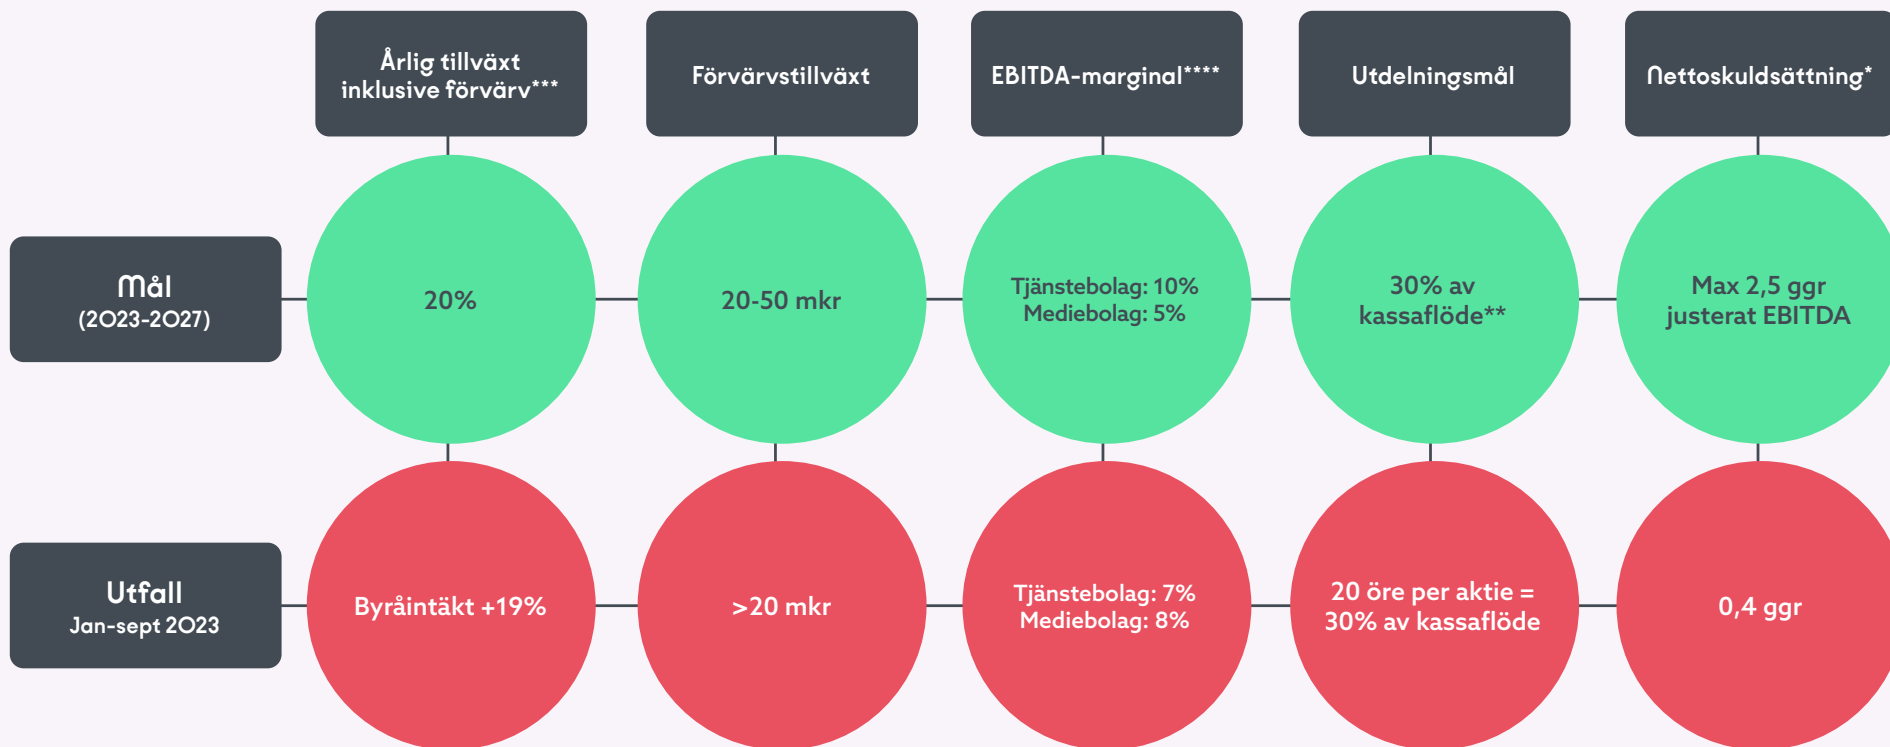 Årlig tillväxt
inklusive förvärv***
Förvärvstillväxt
EBITDA-marginal****
Utdelningsmål
Nettoskuldsättning*
Mål
(2023-2027)
20%
20-50 mkr
Tjänstebolag: 10%
Mediebolag: 5%
30% av
kassaflöde**
Max 2,5 ggr
justerat EBITDA
Utfall
Jan-sept 2023
Byråintäkt +19%
>20 mkr
Tjänstebolag: 7%
Mediebolag: 8%
20 öre per aktie =
30% av kassaflöde
0,4 ggr